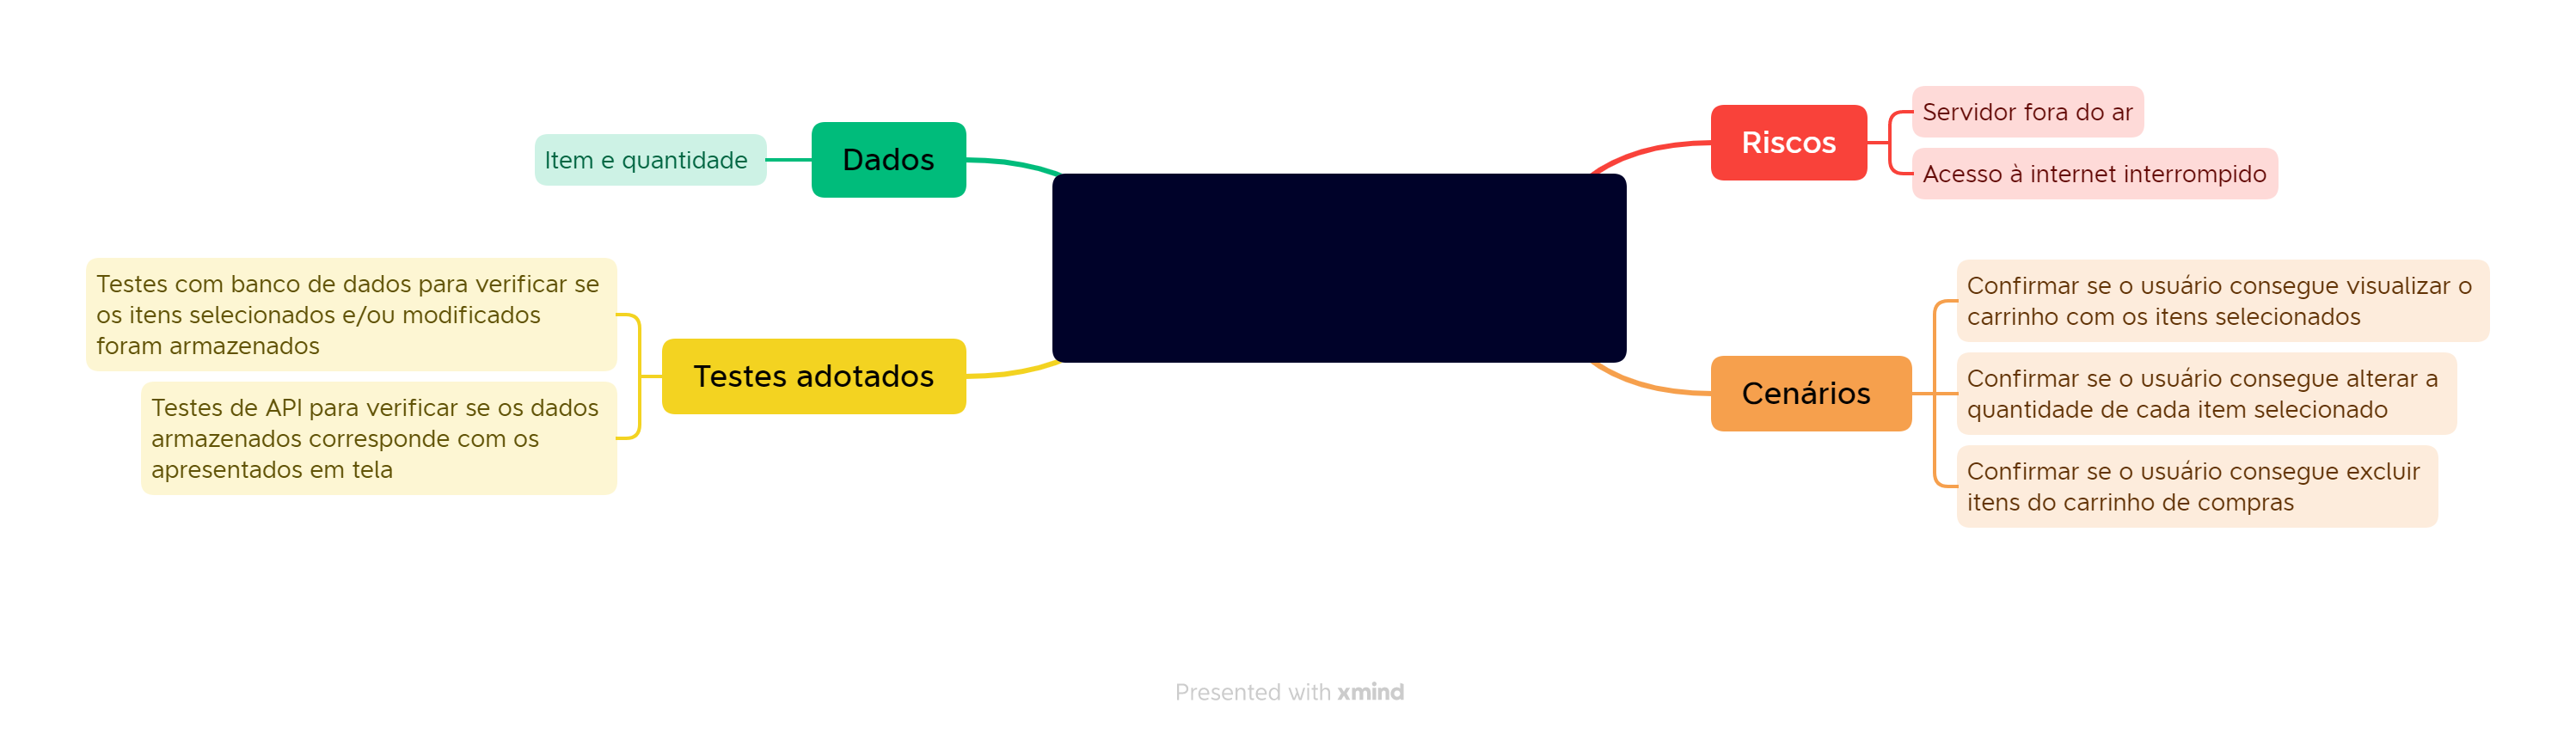 Dados
Item e quantidade
Testes adotados
Testes com banco de dados para verificar se
os itens selecionados e/ou modificados
foram armazenados
Testes de API para verificar se os dados
armazenados corresponde com os
apresentados em tela
Riscos
Servidor fora do ar
Acesso à internet interrompido
Cenários
Confirmar se o usuário consegue visualizar o
carrinho com os itens selecionados
Confirmar se o usuário consegue alterar a
quantidade de cada item selecionado
Confirmar se o usuário consegue excluir
itens do carrinho de compras
Presented with xmind